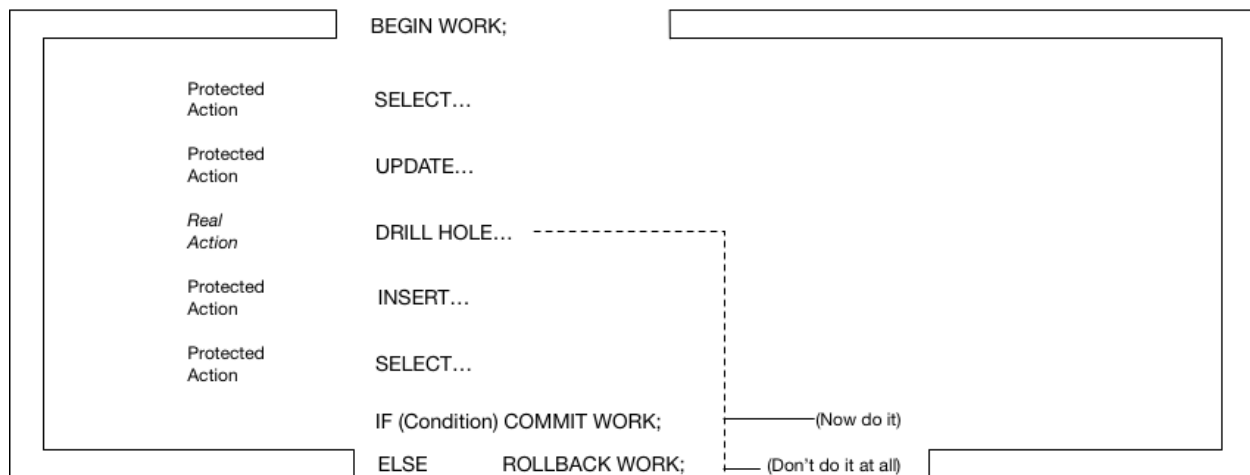 BEGIN WORK;
Protected
Action
SELECT…
Protected
Action
UPDATE…
Real
Action
DRILL HOLE…
Protected
Action
INSERT…
Protected
Action
SELECT…
IF (Condition) COMMIT WORK; (Now do it)
ELSE ROLLBACK WORK; (Don't do it at all)